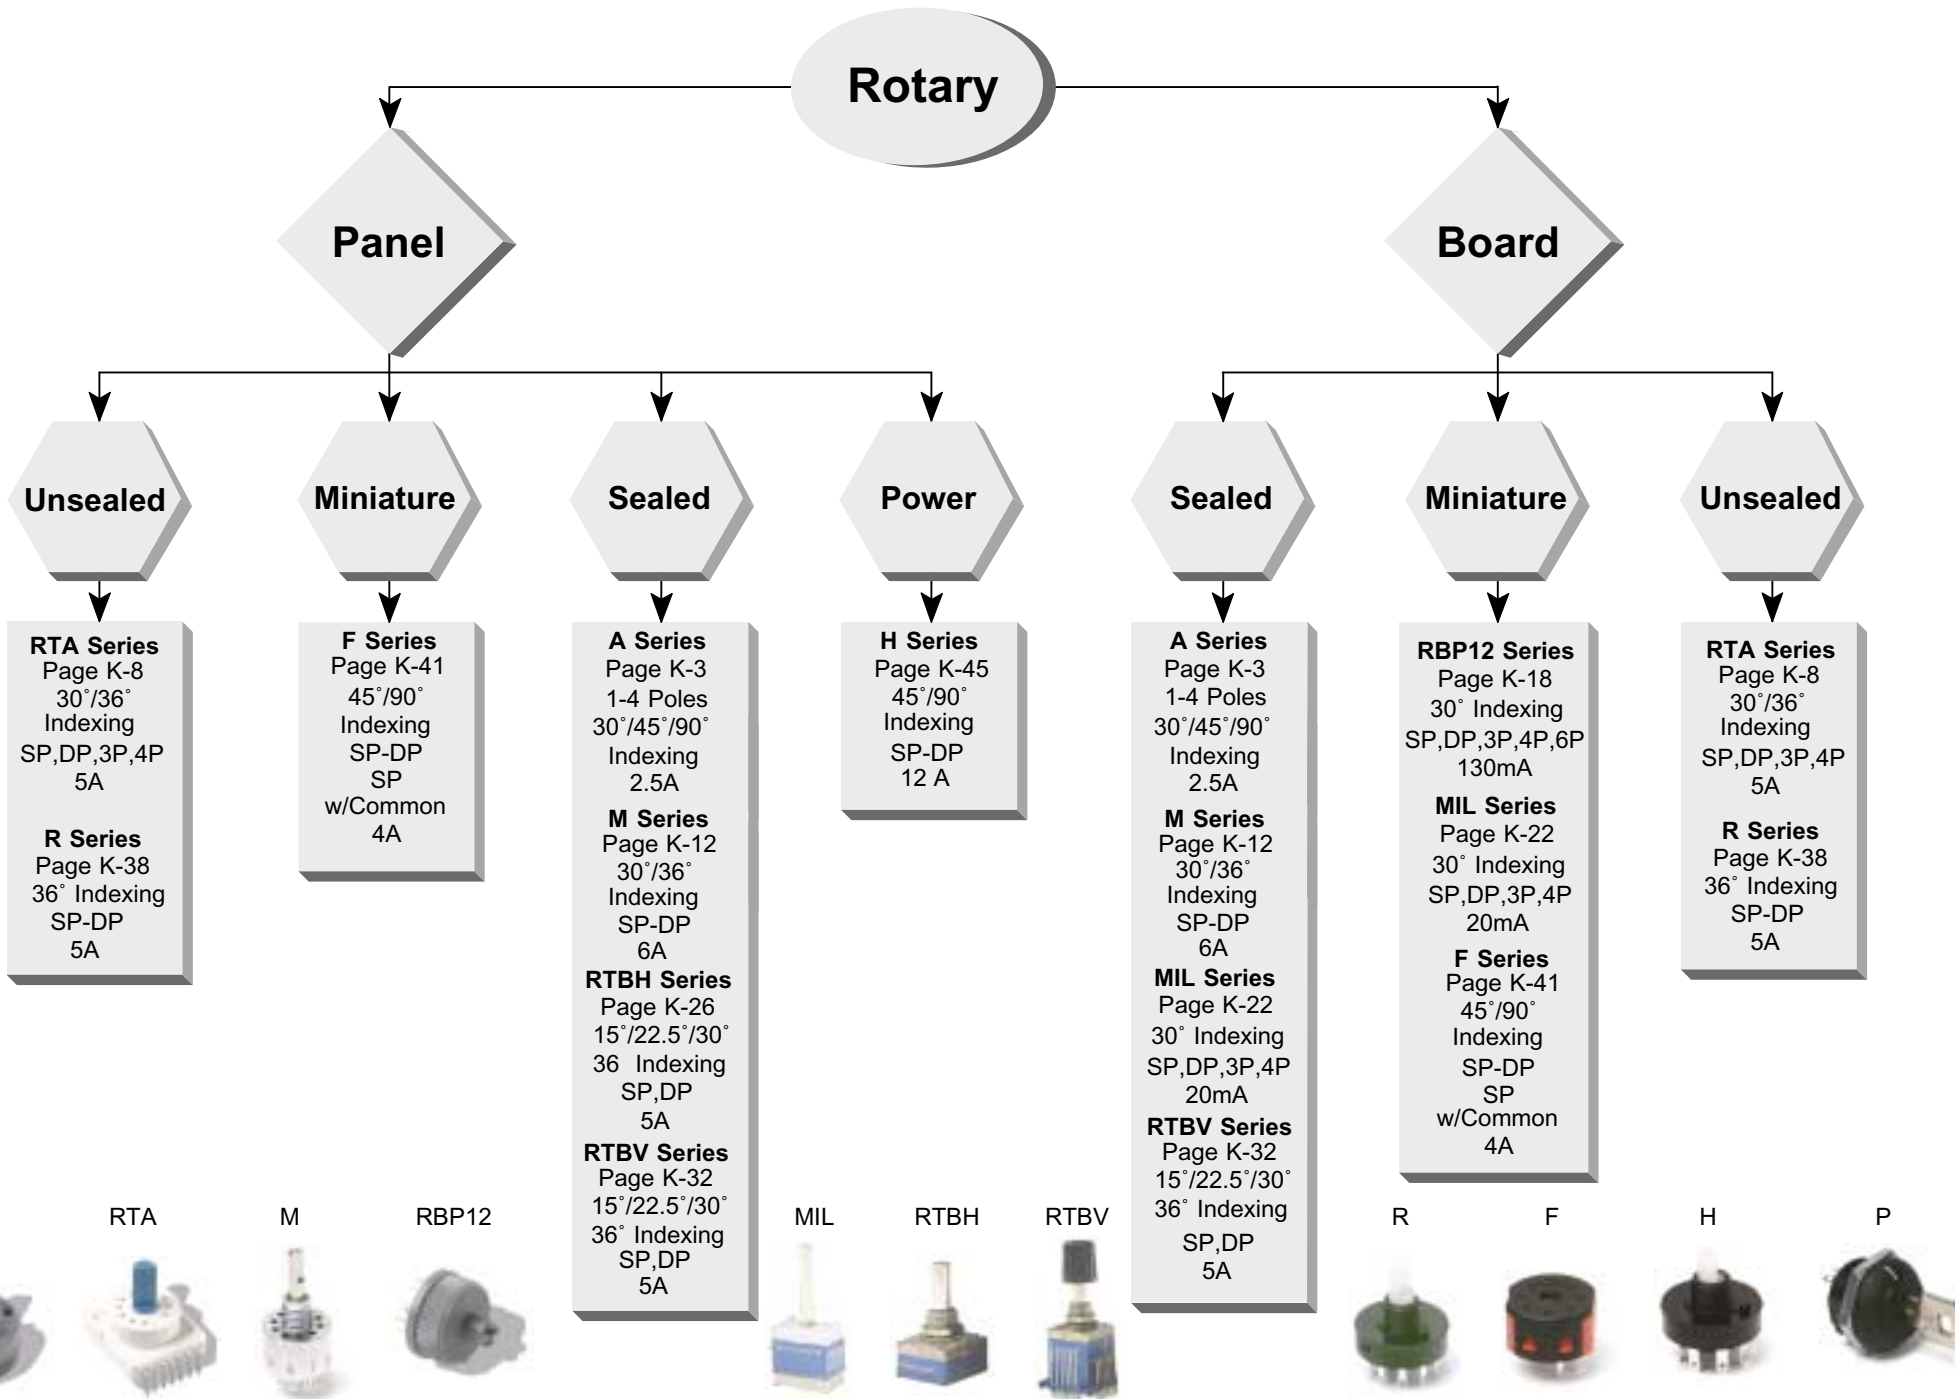 Rotary
Panel
Board
Unsealed
Miniature
Sealed
Power
Sealed
Miniature
Unsealed
RTA Series
Page K-8
30˚/36˚
Indexing
SP,DP,3P,4P
5A
R Series
Page K-38
36˚ Indexing
SP-DP
5A
F Series
Page K-41
45˚/90˚
Indexing
SP-DP
SP
w/Common
4A
A Series
Page K-3
1-4 Poles
30˚/45˚/90˚
Indexing
2.5A
M Series
Page K-12
30˚/36˚
Indexing
SP-DP
6A
RTBH Series
Page K-26
15˚/22.5˚/30˚
36 Indexing
SP,DP
5A
RTBV Series
Page K-32
15˚/22.5˚/30˚
36˚ Indexing
SP,DP
5A
H Series
Page K-45
45˚/90˚
Indexing
SP-DP
12 A
A Series
Page K-3
1-4 Poles
30˚/45˚/90˚
Indexing
2.5A
M Series
Page K-12
30˚/36˚
Indexing
SP-DP
6A
MIL Series
Page K-22
30˚ Indexing
SP,DP,3P,4P
20mA
RTBV Series
Page K-32
15˚/22.5˚/30˚
36˚ Indexing
SP,DP
5A
RBP12 Series
Page K-18
30˚ Indexing
SP,DP,3P,4P,6P
130mA
MIL Series
Page K-22
30˚ Indexing
SP,DP,3P,4P
20mA
F Series
Page K-41
45˚/90˚
Indexing
SP-DP
SP
w/Common
4A
RTA Series
Page K-8
30˚/36˚
Indexing
SP,DP,3P,4P
5A
R Series
Page K-38
36˚ Indexing
SP-DP
5A
RTA
M
RBP12
MIL
RTBH
RTBV
R
F
H
P